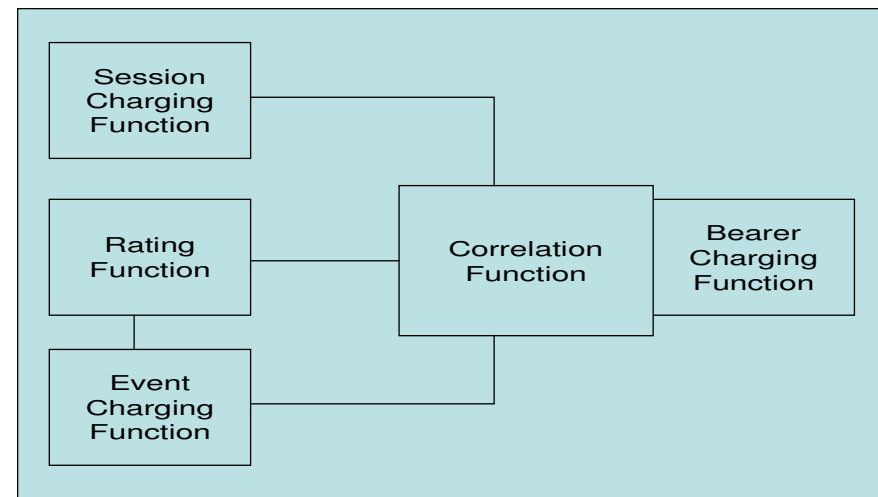 Session
Charging
Function
Rating
Function
Correlation
Function
Bearer
Charging
Function
Event
Charging
Function